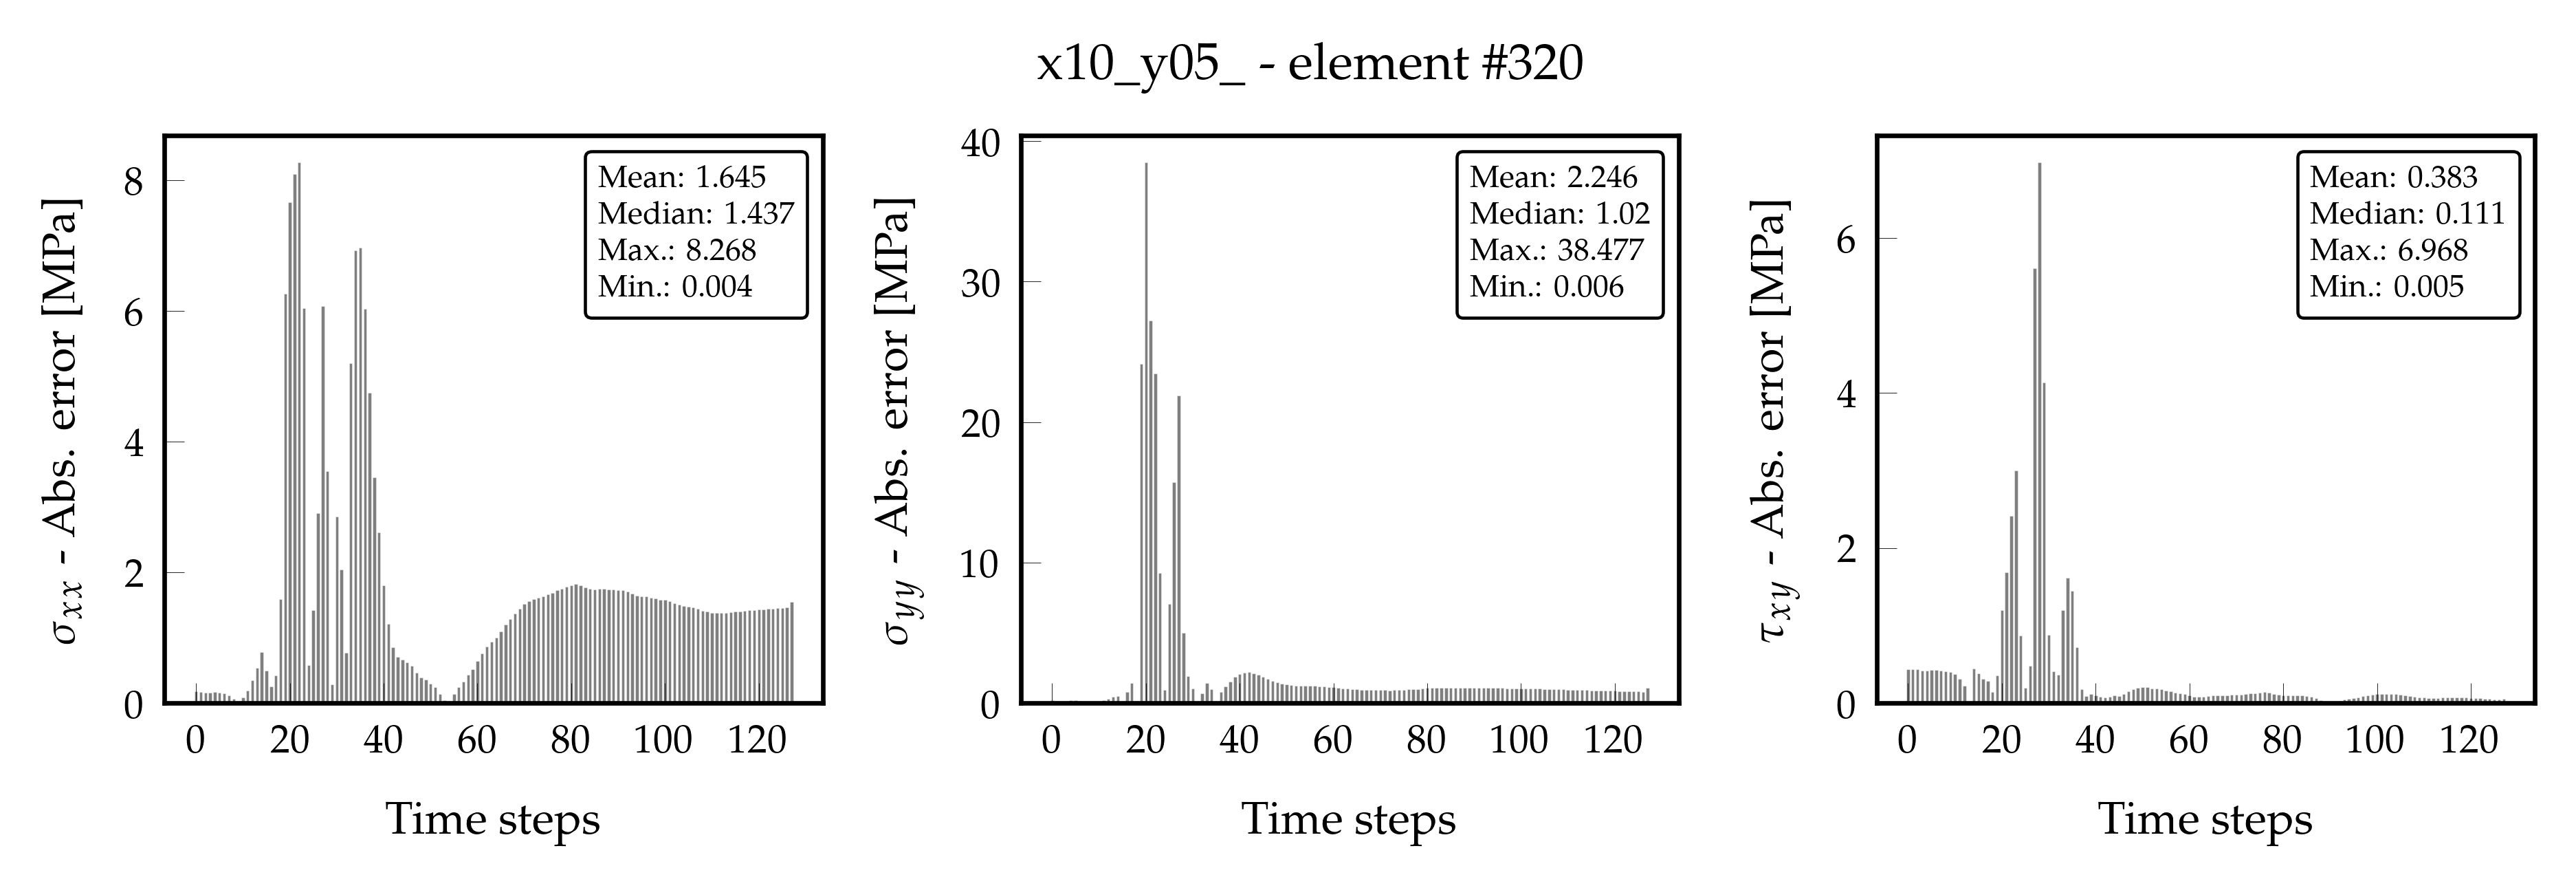 x10_y05_ - element #320
σxx - Abs. error [MPa]
8
6
4
2
0
Mean: 1.645
Median: 1.437
Max.: 8.268
Min.: 0.004
0 20 40 60 80 100 120
Time steps
σyy - Abs. error [MPa]
40
30
20
10
0
Mean: 2.246
Median: 1.02
Max.: 38.477
Min.: 0.006
0 20 40 60 80 100 120
Time steps
τxy - Abs. error [MPa]
6
4
2
0
Mean: 0.383
Median: 0.111
Max.: 6.968
Min.: 0.005
0 20 40 60 80 100 120
Time steps